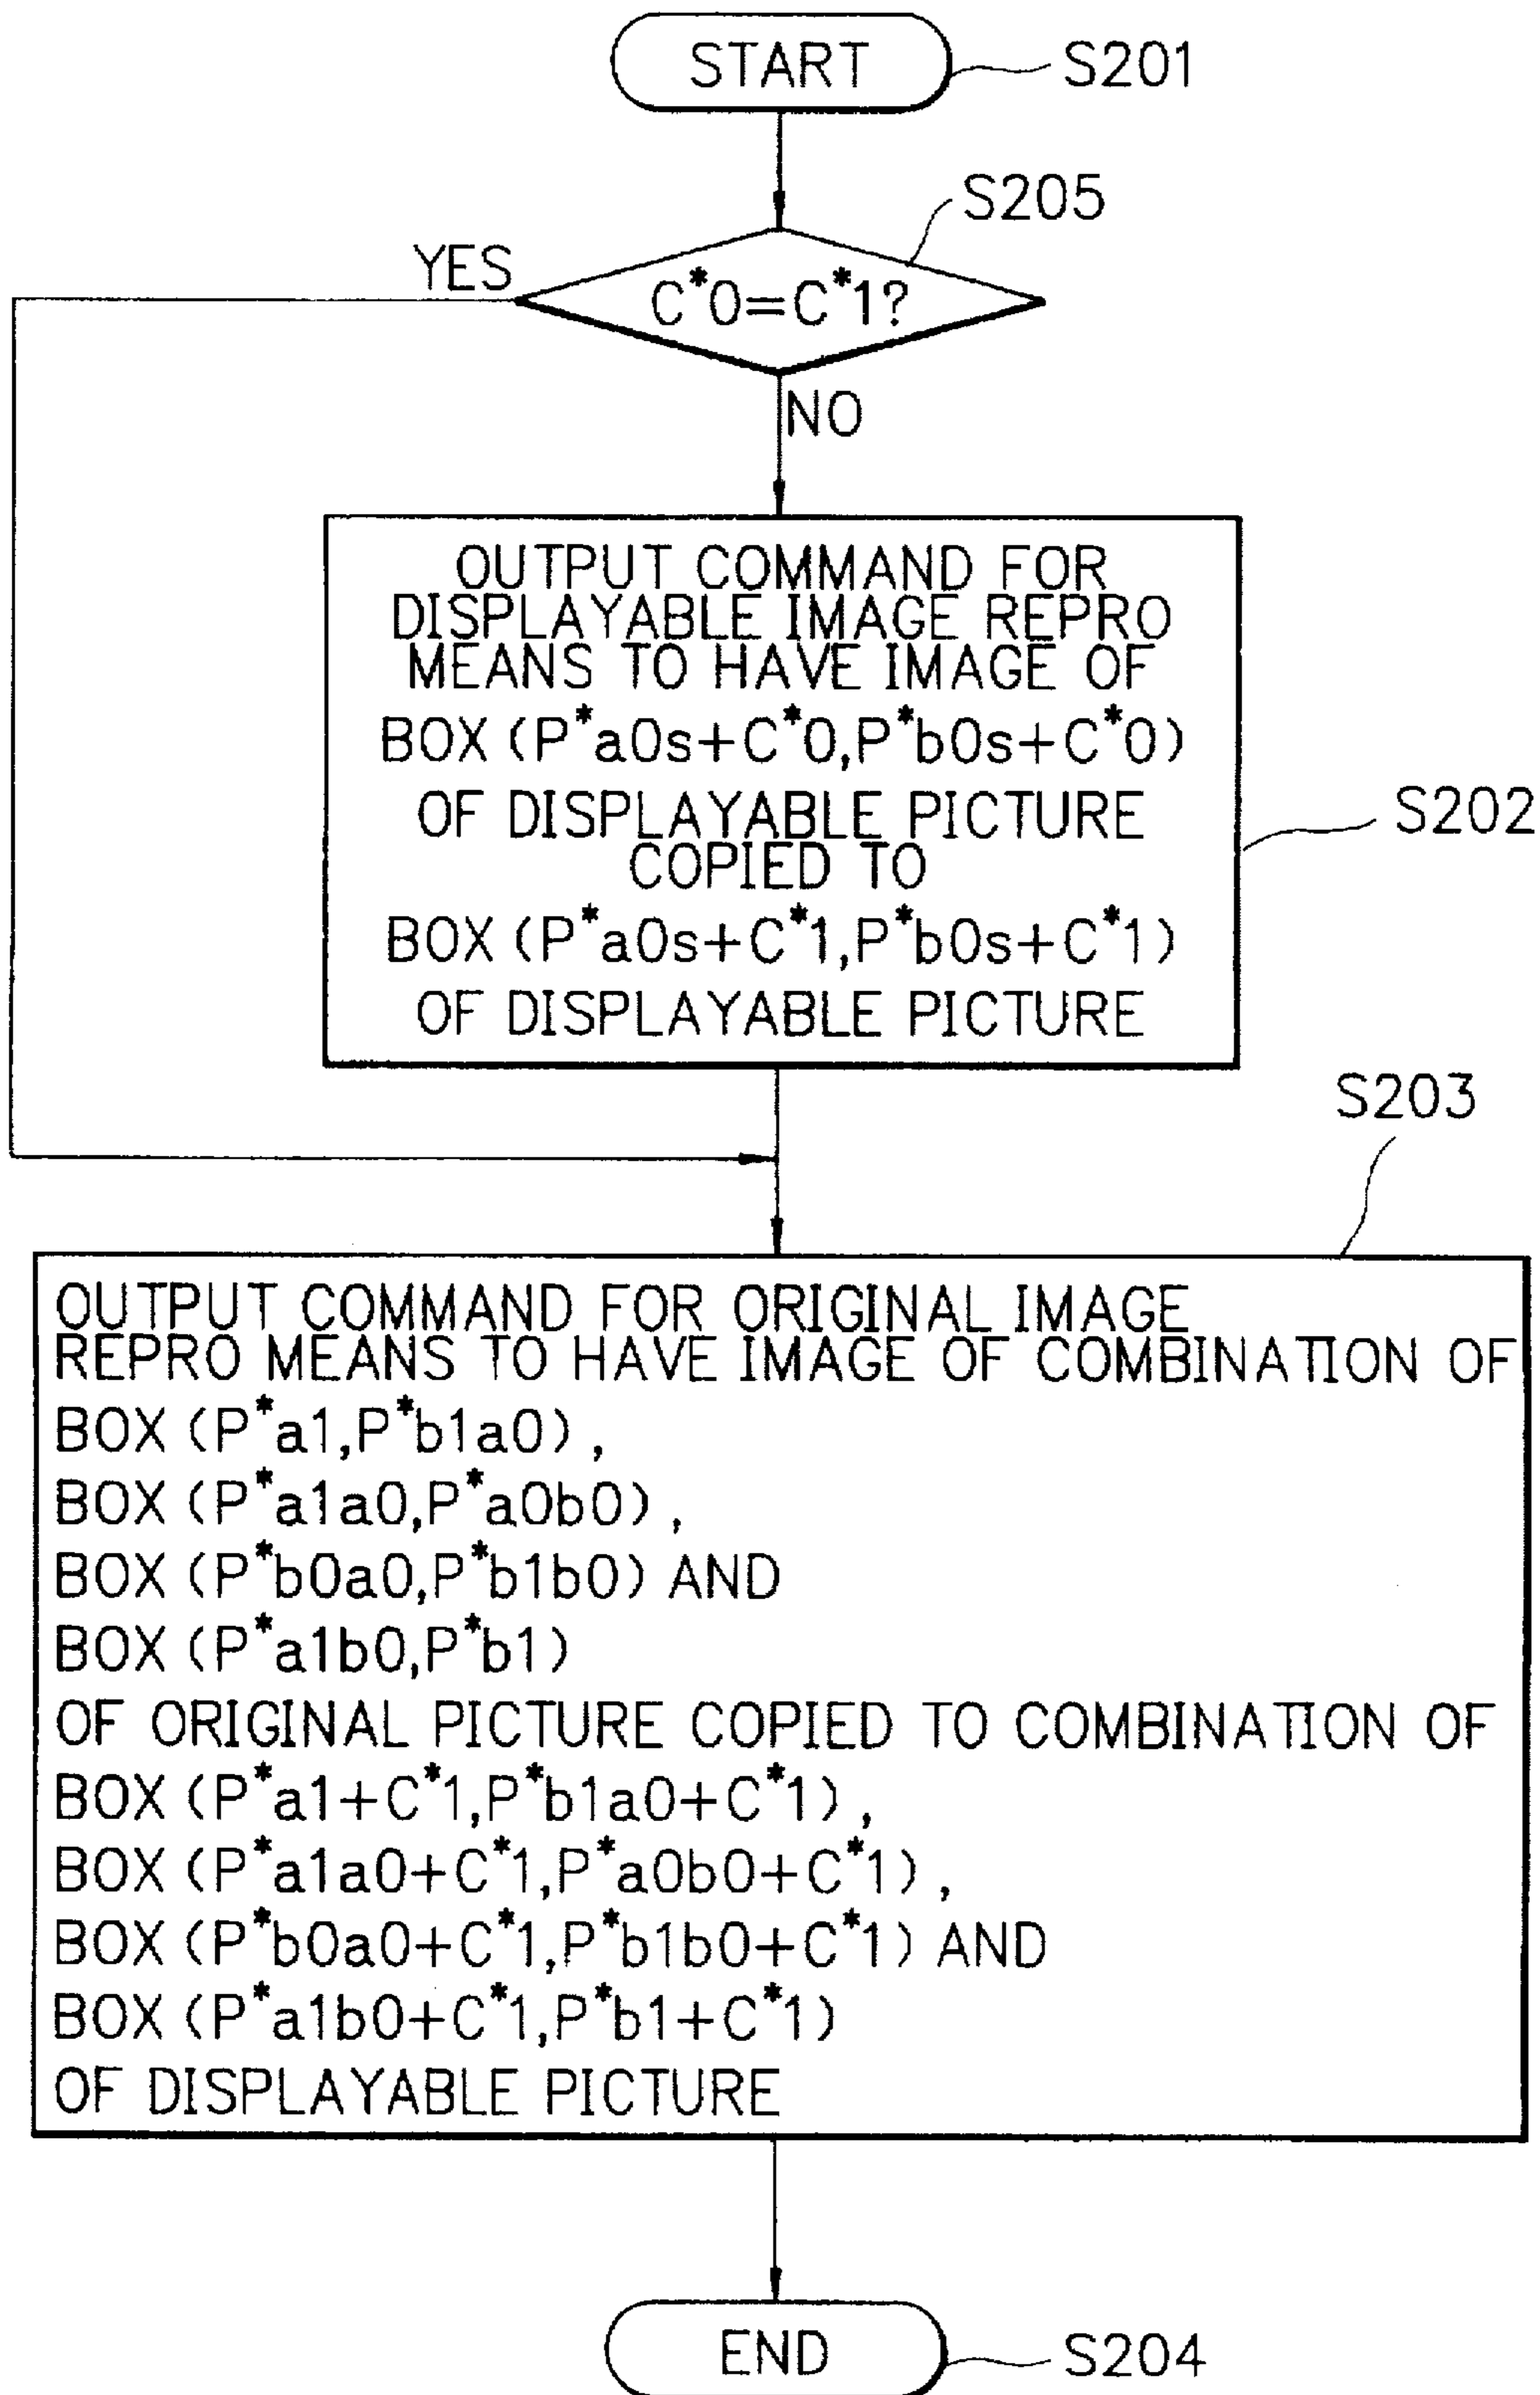 START
S201
S205
YES
C*0=C*1?
NO
OUTPUT COMMAND FOR
DISPLAYABLE IMAGE REPRO
MEANS TO HAVE IMAGE OF
BOX (P*a0s+C*0,P*b0s+C*0)
OF DISPLAYABLE PICTURE
COPIED TO
BOX (P*a0s+C*1,P*b0s+C*1)
OF DISPLAYABLE PICTURE
S202
S203
OUTPUT COMMAND FOR ORIGINAL IMAGE
REPRO MEANS TO HAVE IMAGE OF COMBINATION OF
BOX (P*a1,P*b1a0),
BOX (P*a1a0,P*a0b0),
BOX (P*b0a0,P*b1b0) AND
BOX (P*a1b0,P*b1)
OF ORIGINAL PICTURE COPIED TO COMBINATION OF
BOX (P*a1+C*1,P*b1a0+C*1),
BOX (P*a1a0+C*1,P*a0b0+C*1),
BOX (P*b0a0+C*1,P*b1b0+C*1) AND
BOX (P*a1b0+C*1,P*b1+C*1)
OF DISPLAYABLE PICTURE
END
S204